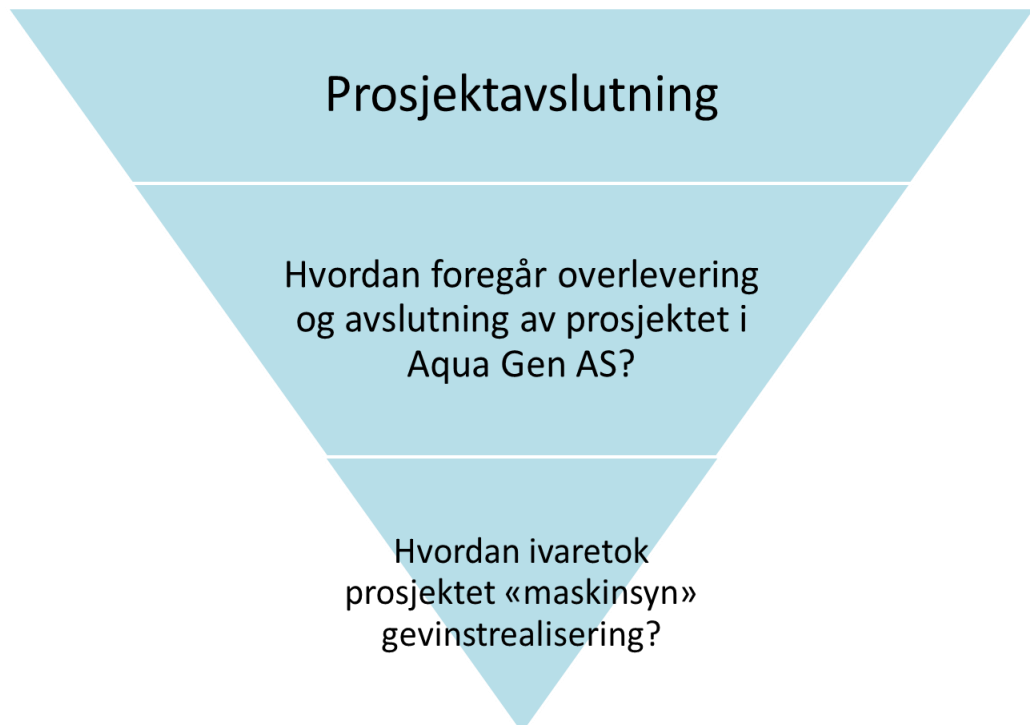 Prosjektavslutning
Hvordan foregår overlevering
og avslutning av prosjektet i
Aqua Gen AS?
Hvordan ivaretok
prosjektet «maskinsyn»
gevinstrealisering?